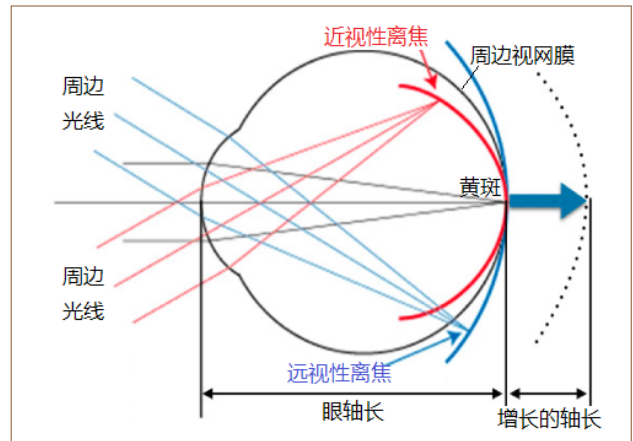 近视性离焦
周边视网膜
周边
光线
黄斑
周边
光线
远视性离焦
眼轴长
增长的轴长